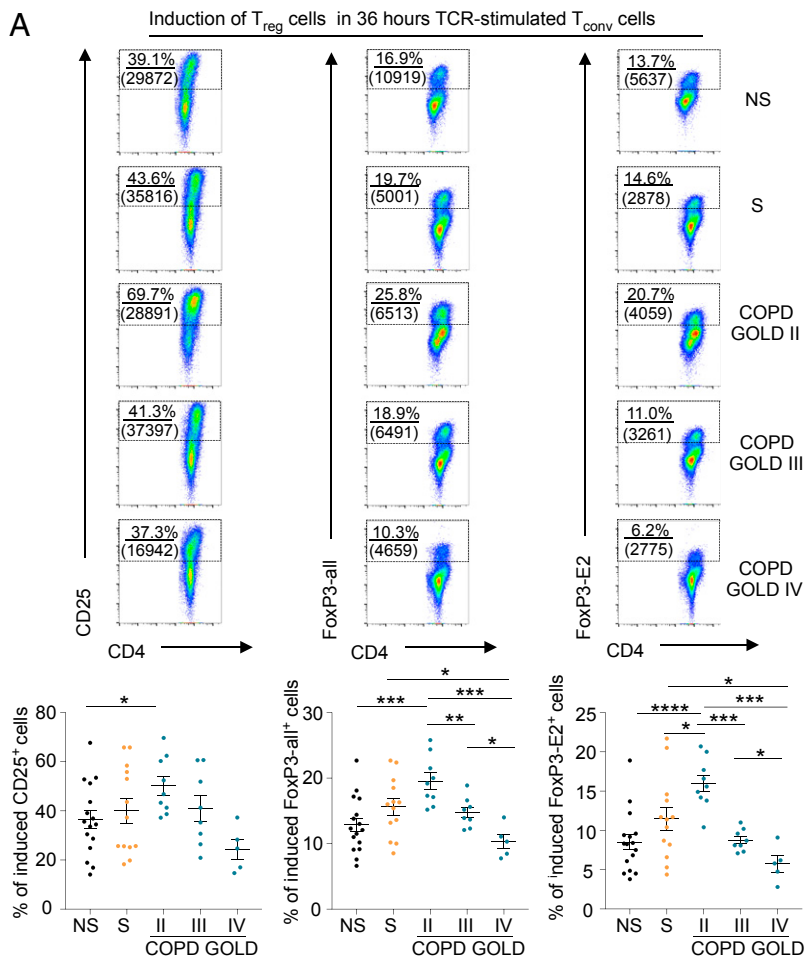 A
Induction of Treg cells in 36 hours TCR-stimulated Tconv cells
39.1%
(29872)
16.9%
(10919)
13.7%
(5637)
NS
43.6%
(35816)
19.7%
(5001)
14.6%
(2878)
S
69.7%
(28891)
25.8%
(6513)
20.7%
(4059)
COPD
GOLD II
41.3%
(37397)
18.9%
(6491)
11.0%
(3261)
COPD
GOLD III
37.3%
(16942)
10.3%
(4659)
6.2%
(2775)
COPD
GOLD IV
CD25
FoxP3-all
FoxP3-E2
CD4
CD4
CD4
% of induced CD25+ cells
80
60
40
20
0
*
NS S II III IV
COPD GOLD
% of induced FoxP3-all+ cells
30
20
10
0
*
*** ***
**
*
NS S II III IV
COPD GOLD
% of induced FoxP3-E2+ cells
25
20
15
10
5
0
*
**** ***
* ***
*
NS S II III IV
COPD GOLD